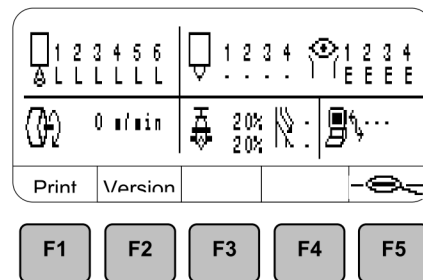 1 2 3 4 5 6 1 2 3 4 1 2 3 4
L L L L L L - - - - E E E E
0 m/min 20% - ---
20% -
Print Version
F1 F2 F3 F4 F5